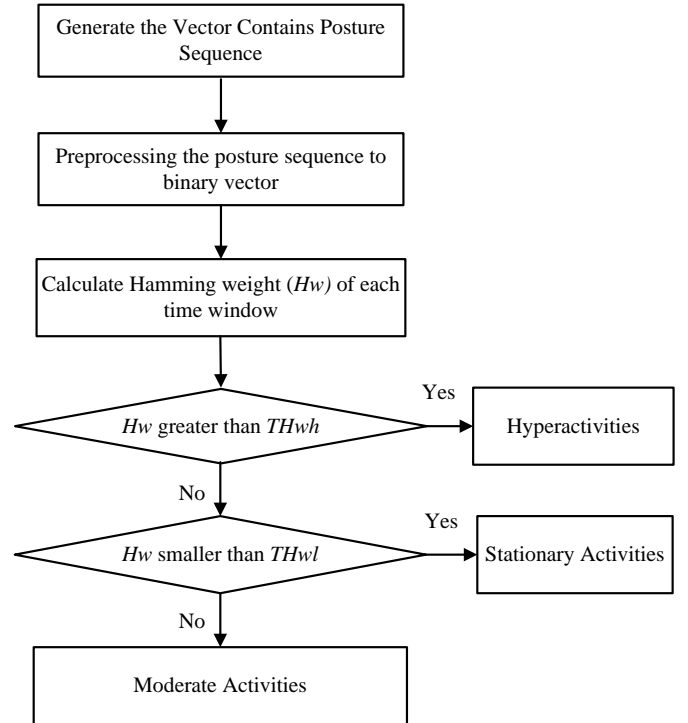 Generate the Vector Contains Posture
Sequence
Preprocessing the posture sequence to
binary vector
Calculate Hamming weight (Hw) of each
time window
Hw greater than THwh
Yes
Hyperactivities
No
Hw smaller than THwl
Yes
Stationary Activities
No
Moderate Activities